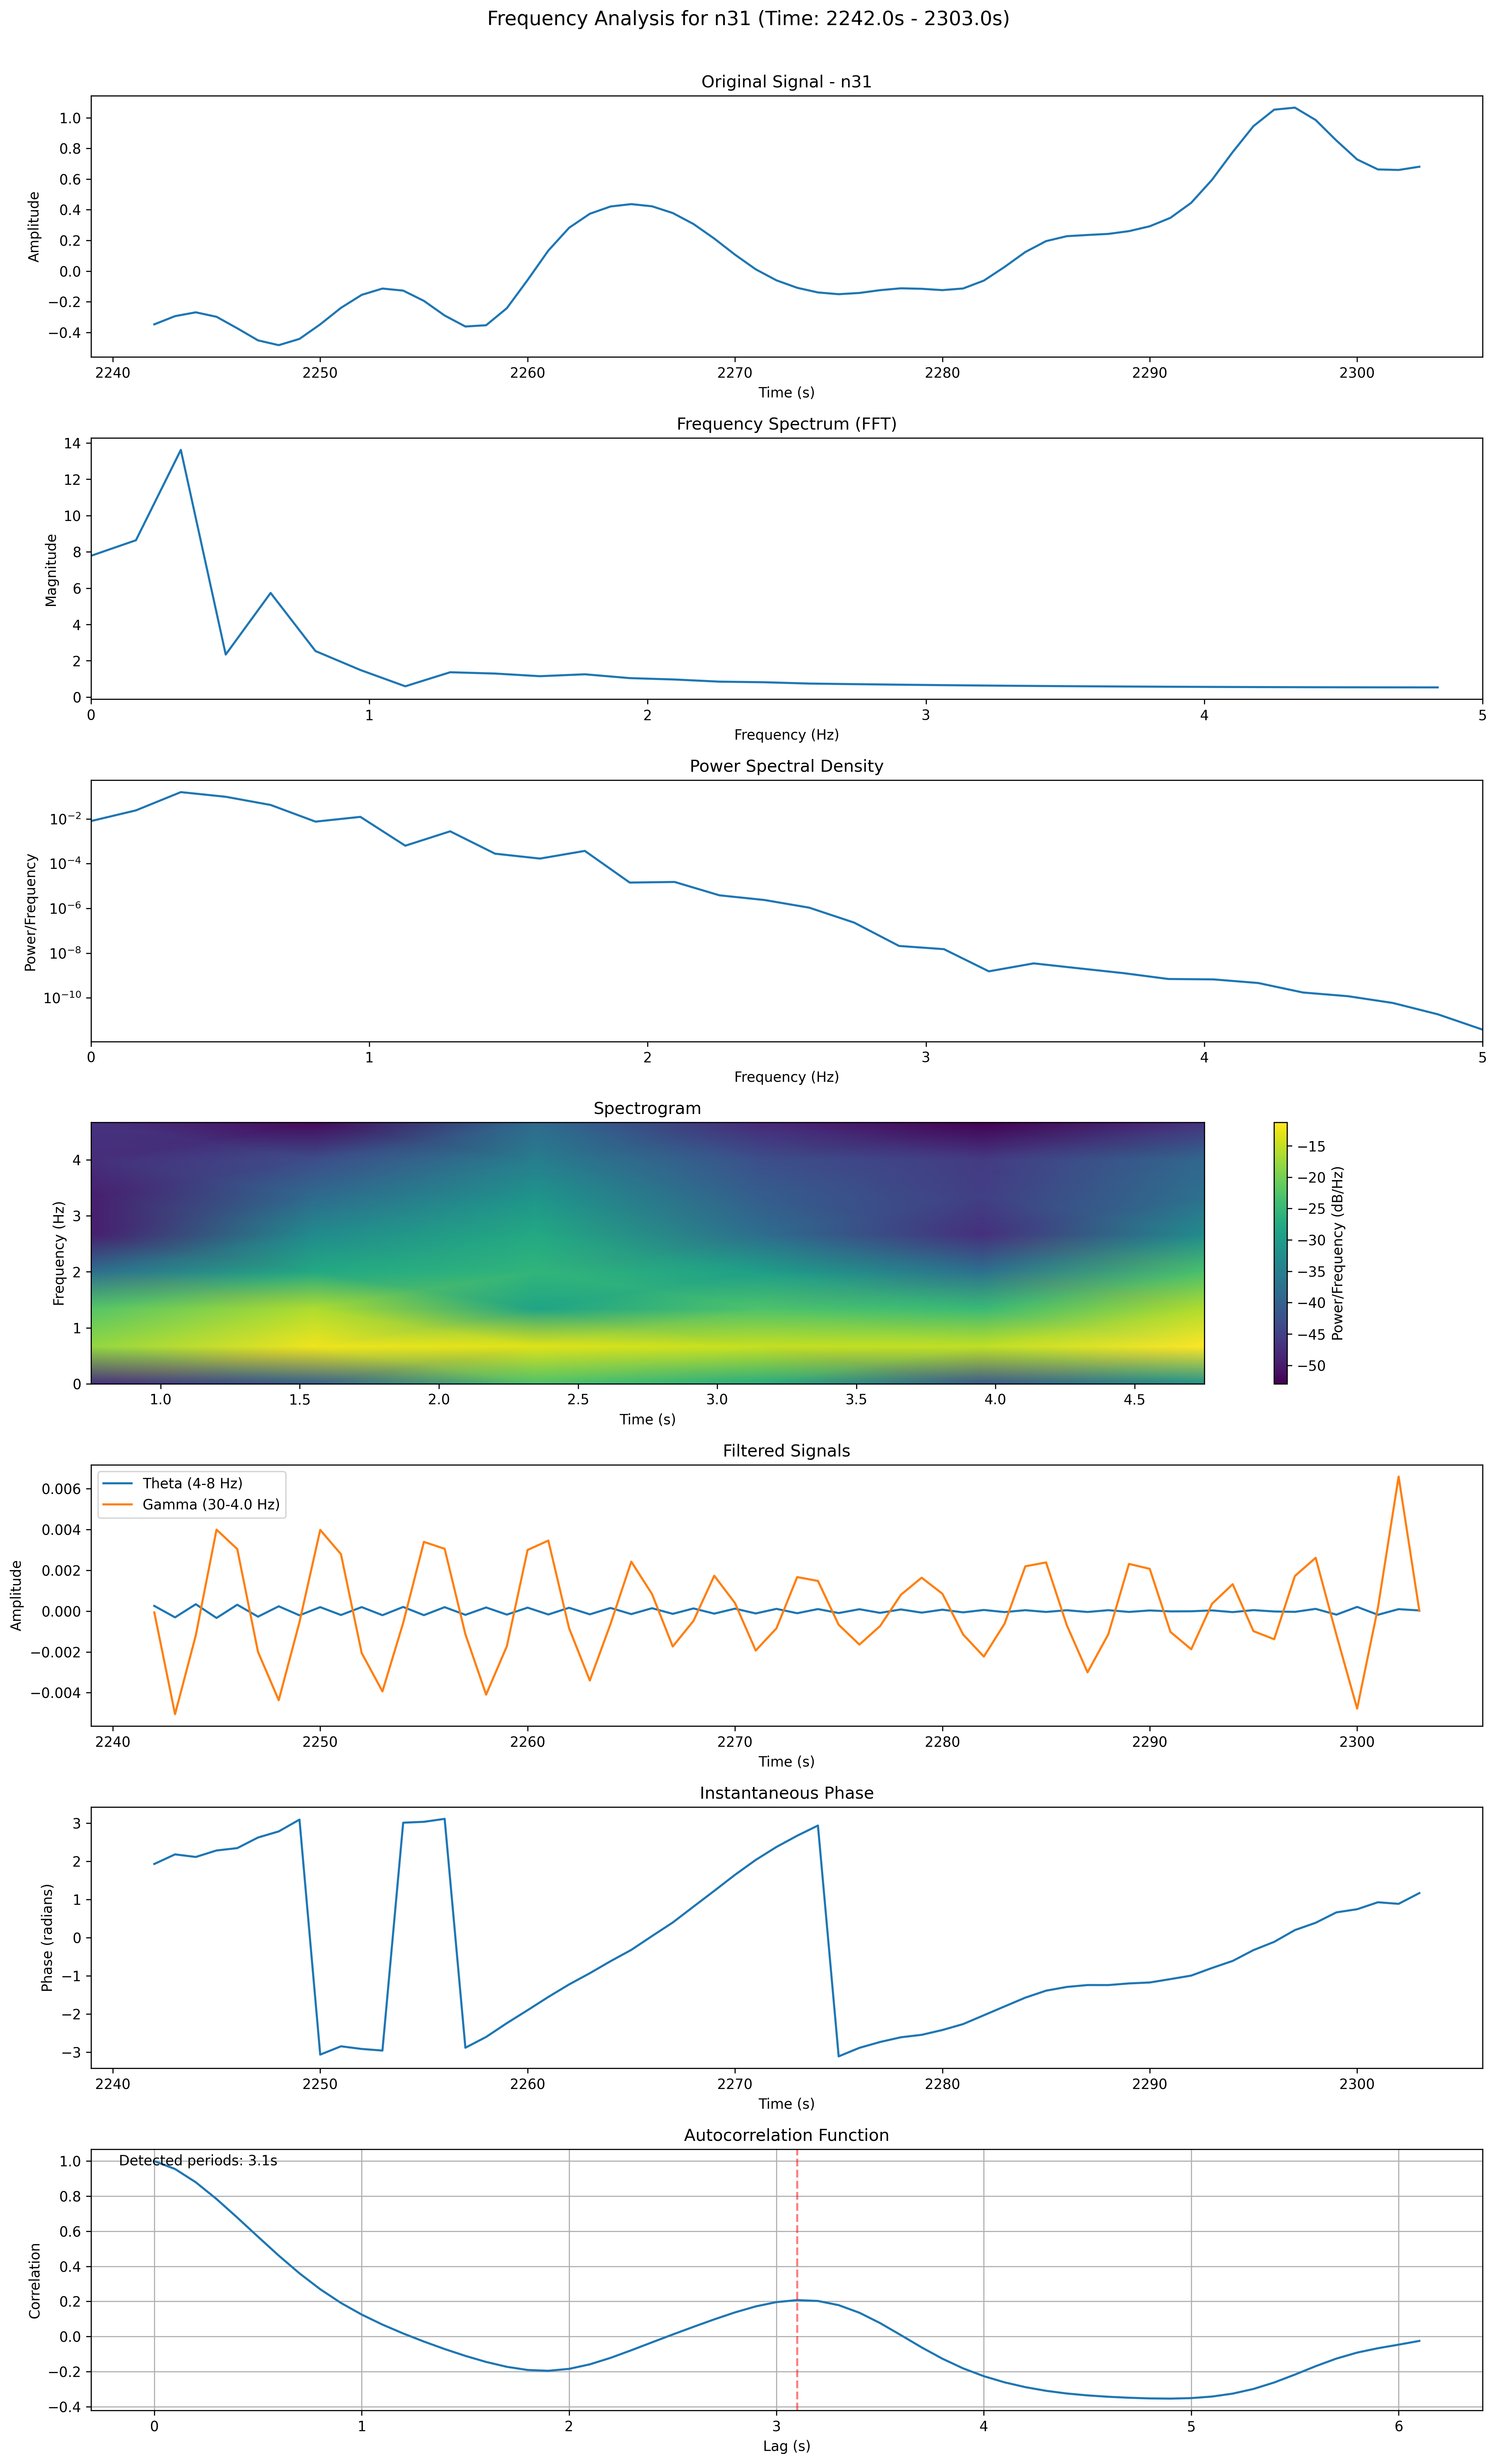 Frequency Analysis for n31 (Time: 2242.0s - 2303.0s)
Original Signal - n31
Amplitude
1.0
0.8
0.6
0.4
0.2
0.0
−0.2
−0.4
2240 2250 2260 2270 2280 2290 2300
Time (s)
Frequency Spectrum (FFT)
Magnitude
14
12
10
8
6
4
2
0
0 1 2 3 4 5
Frequency (Hz)
Power Spectral Density
Power/Frequency
10⁻²
10⁻⁴
10⁻⁶
10⁻⁸
10⁻¹⁰
0 1 2 3 4 5
Frequency (Hz)
Spectrogram
Frequency (Hz)
4
3
2
1
0
1.0 1.5 2.0 2.5 3.0 3.5 4.0 4.5
Time (s)
−15
−20
−25
−30
−35
−40
−45
−50
Power/Frequency (dB/Hz)
Filtered Signals
Theta (4-8 Hz)
Gamma (30-4.0 Hz)
Amplitude
0.006
0.004
0.002
0.000
−0.002
−0.004
2240 2250 2260 2270 2280 2290 2300
Time (s)
Instantaneous Phase
Phase (radians)
3
2
1
0
−1
−2
−3
2240 2250 2260 2270 2280 2290 2300
Time (s)
Autocorrelation Function
Detected periods: 3.1s
Correlation
1.0
0.8
0.6
0.4
0.2
0.0
−0.2
−0.4
0 1 2 3 4 5 6
Lag (s)